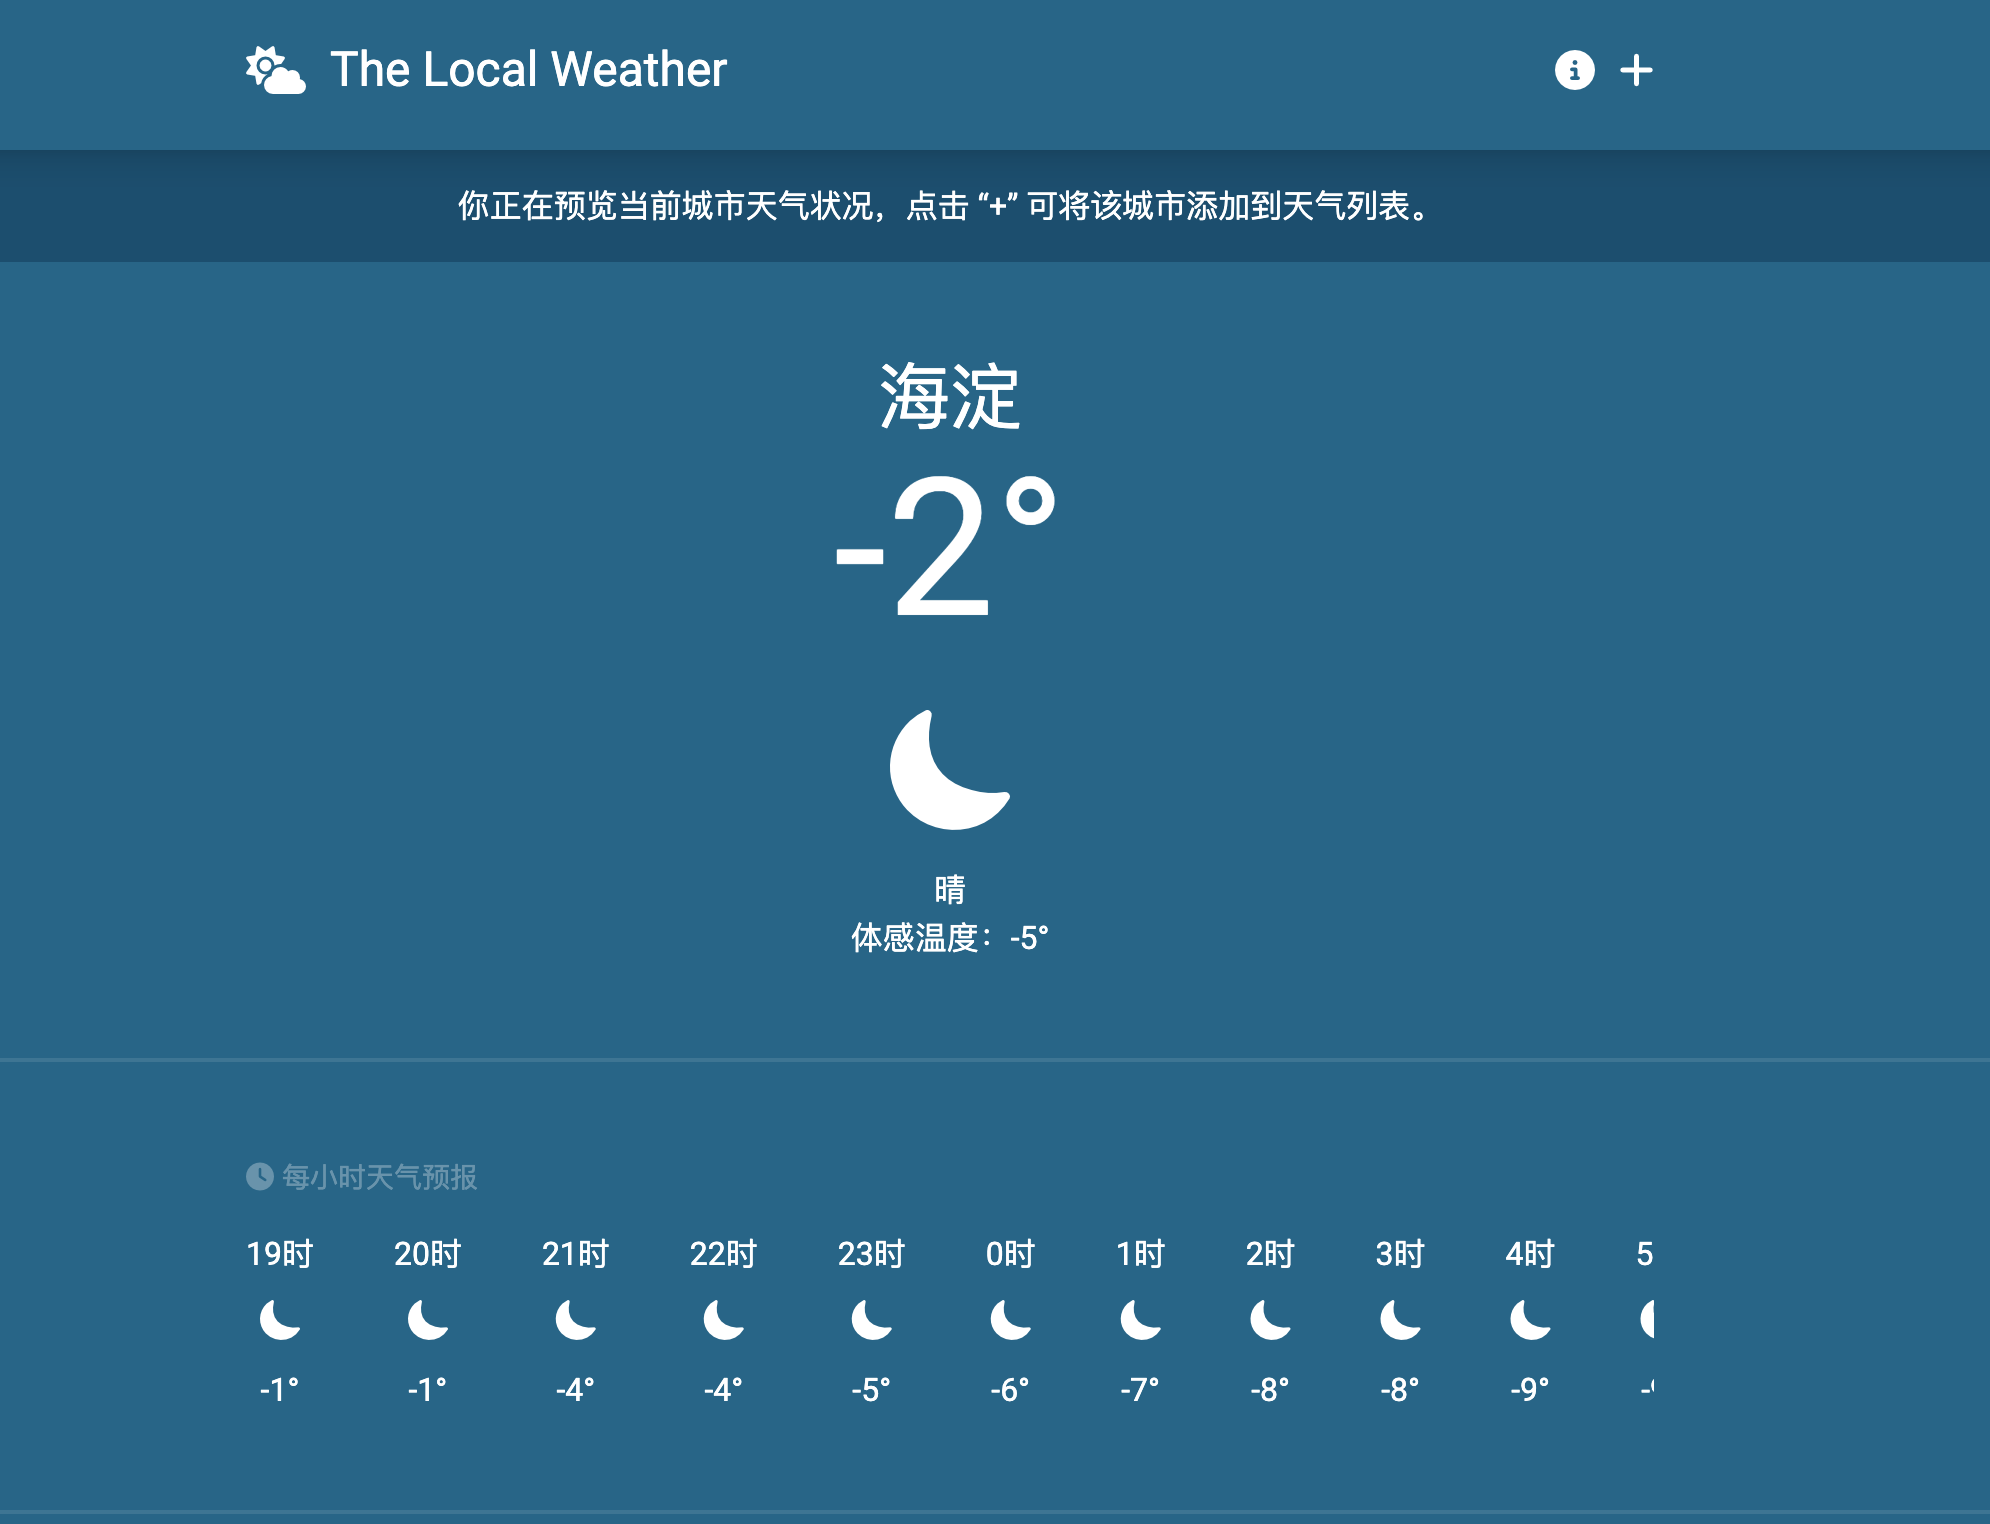 The Local Weather
你正在预览当前城市天气状况，点击 “+” 可将该城市添加到天气列表。
海淀
-2°
晴
体感温度：-5°
每小时天气预报
19时 20时 21时 22时 23时 0时 1时 2时 3时 4时 5
-1° -1° -4° -4° -5° -6° -7° -8° -8° -9°